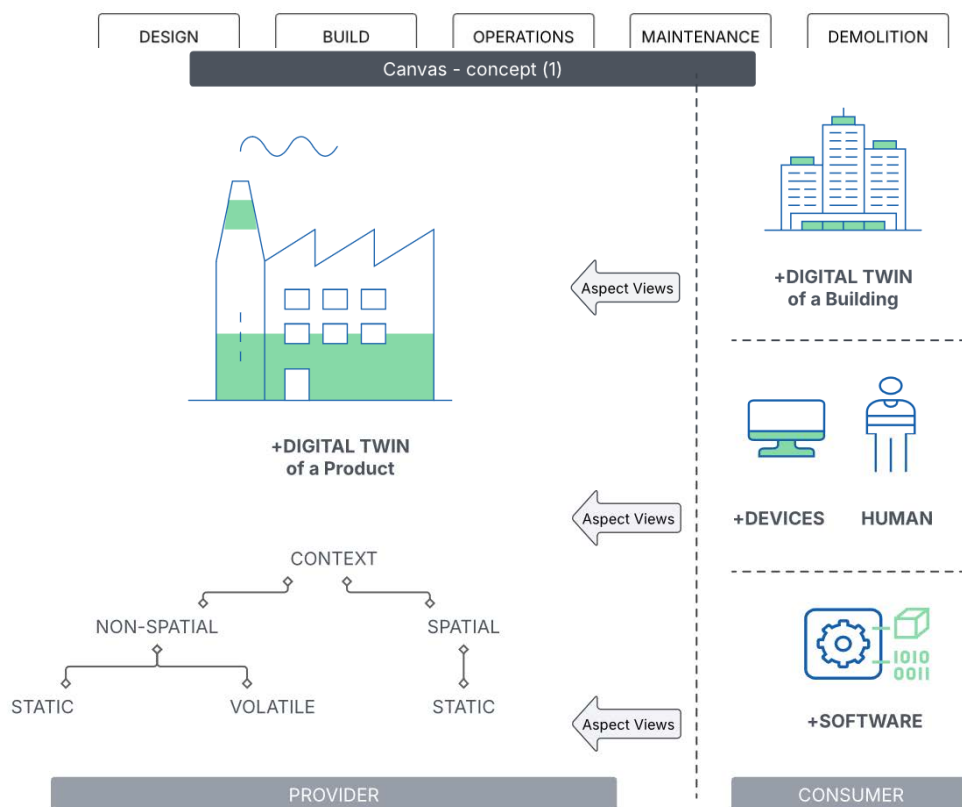 DESIGN
BUILD
OPERATIONS
MAINTENANCE
DEMOLITION
Canvas - concept (1)
Aspect Views
+DIGITAL TWIN
of a Building
+DIGITAL TWIN
of a Product
Aspect Views
+DEVICES
HUMAN
CONTEXT
NON-SPATIAL
SPATIAL
STATIC
VOLATILE
STATIC
Aspect Views
1010
0011
+SOFTWARE
PROVIDER
CONSUMER